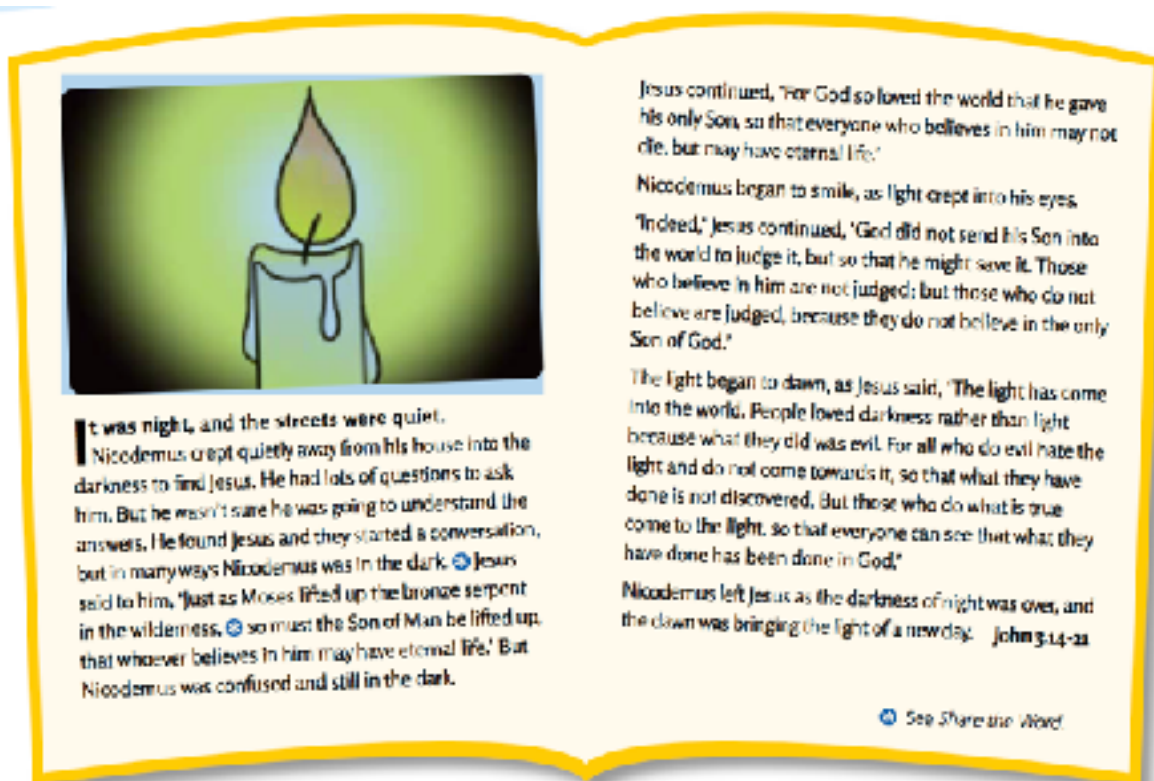 It was night, and the streets were quiet.
Nicodemus crept quietly away from his house into the
darkness to find Jesus. He had lots of questions to ask
him. But he wasn't sure he was going to understand the
answers. He found Jesus and they started a conversation,
but in many ways Nicodemus was in the dark. Jesus
said to him, 'Just as Moses lifted up the bronze serpent
in the wilderness, so must the Son of Man be lifted up,
that whoever believes in him may have eternal life.' But
Nicodemus was confused and still in the dark.
Jesus continued, 'For God so loved the world that he gave
his only Son, so that everyone who believes in him may not
die, but may have eternal life.'
Nicodemus began to smile, as light crept into his eyes.
'Indeed,' Jesus continued, 'God did not send his Son into
the world to judge it, but so that he might save it. Those
who believe in him are not judged; but those who do not
believe are judged, because they do not believe in the only
Son of God.'
The light began to dawn, as Jesus said, 'The light has come
into the world. People loved darkness rather than light
because what they did was evil. For all who do evil hate the
light and do not come towards it, so that what they have
done is not discovered. But those who do what is true
come to the light, so that everyone can see that what they
have done has been done in God.'
Nicodemus left Jesus as the darkness of night was over, and
the dawn was bringing the light of a new day. John 3.14-21
See Share the Word.